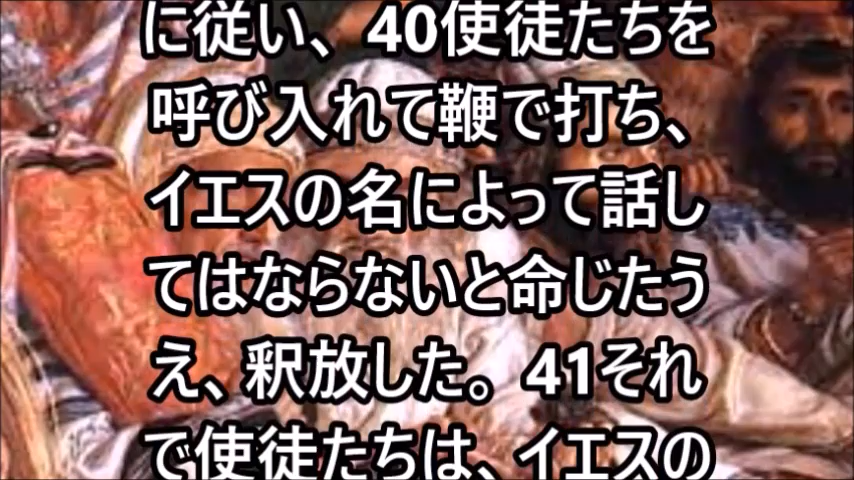 に従い、40使徒たちを
呼び入れて鞭で打ち、
イエスの名によって話し
てはならないと命じたう
え、釈放した。41それ
で使徒たちは、イエスの